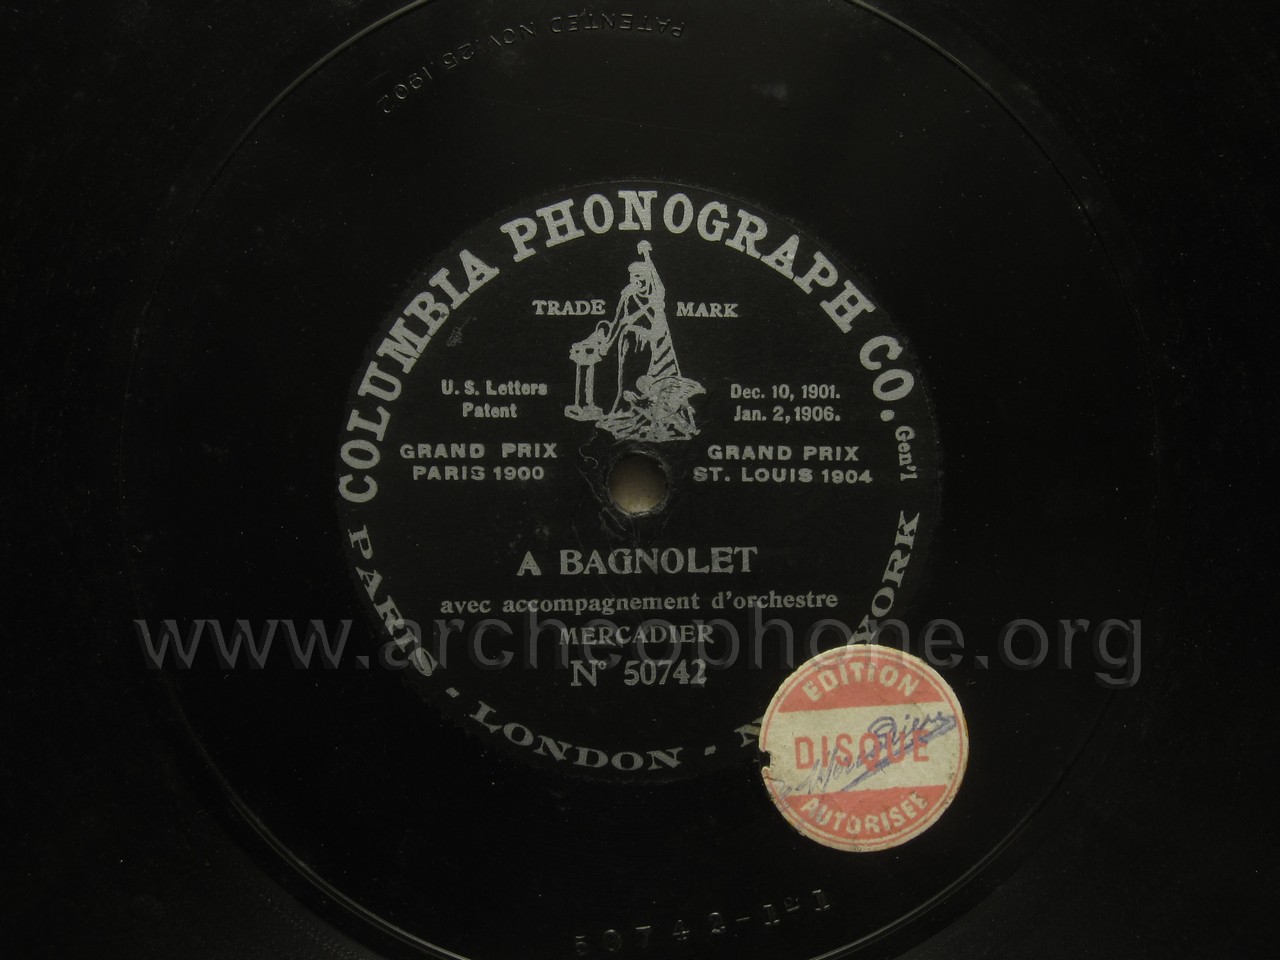 PATENTED NOV. 25. 1902
COLUMBIA PHONOGRAPH CO. Gen'l
TRADE MARK
U.S. Letters
Patent
Dec. 10, 1901.
Jan. 2, 1906.
GRAND PRIX
PARIS 1900
GRAND PRIX
ST. LOUIS 1904
A BAGNOLET
avec accompagnement d'orchestre
MERCADIER
Nº 50742
PARIS - LONDON - N YORK
www.archeophone.org
EDITION
DISQUE
AUTORISÉE
50742-1-1